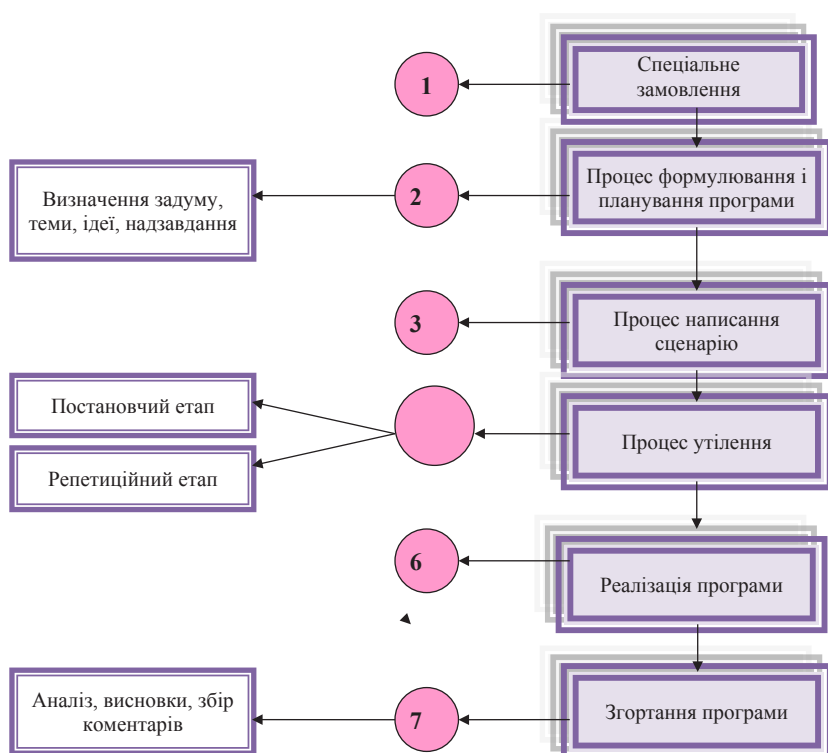 1
Спеціальне
замовлення
Визначення задуму,
теми, ідеї, надзавдання
2
Процес формулювання і
планування програми
3
Процес написання
сценарію
Постановчий етап
Репетиційний етап
Процес утілення
6
Реалізація програми
Аналіз, висновки, збір
коментарів
7
Згортання програми